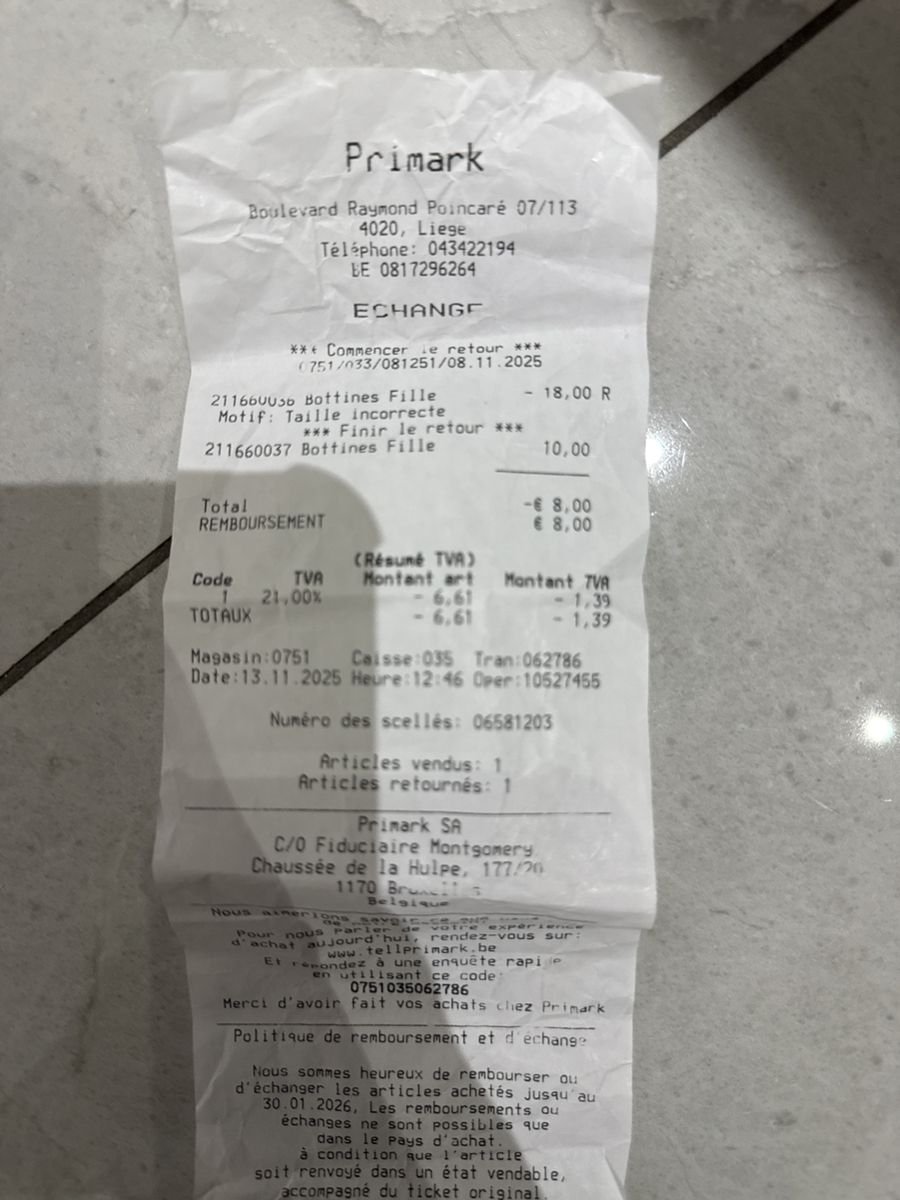 Primark
Boulevard Raymond Poincaré 07/113
4020, Liege
Téléphone: 043422194
BE 0817296264
ECHANGE
*** Commencer le retour ***
0751/033/081251/08.11.2025
211660036 Bottines Fille - 18,00 R
Motif: Taille incorrecte
*** Finir le retour ***
211660037 Bottines Fille 10,00
Total -€ 8,00
REMBOURSEMENT € 8,00
(Résumé TVA)
Code TVA Montant art Montant TVA
1 21,00% - 6,61 - 1,39
TOTAUX - 6,61 - 1,39
Magasin:0751 Caisse:035 Tran:062786
Date:13.11.2025 Heure:12:46 Oper:10527455
Numéro des scellés: 06581203
Articles vendus: 1
Articles retournés: 1
Primark SA
C/O Fiduciaire Montgomery
Chaussée de la Hulpe, 177/20
1170 Bruxelles
Belgique
Nous aimerions savoir ce que
Pour nous parler de votre expérience
d'achat aujourd'hui, rendez-vous sur:
www.tellprimark.be
Et répondez à une enquête rapide
en utilisant ce code:
0751035062786
Merci d'avoir fait vos achats chez Primark
Politique de remboursement et d'échange
Nous sommes heureux de rembourser ou
d'échanger les articles achetés jusqu'au
30.01.2026, Les remboursements ou
échanges ne sont possibles que
dans le pays d'achat.
à condition que l'article
soit renvoyé dans un état vendable,
accompagné du ticket original.